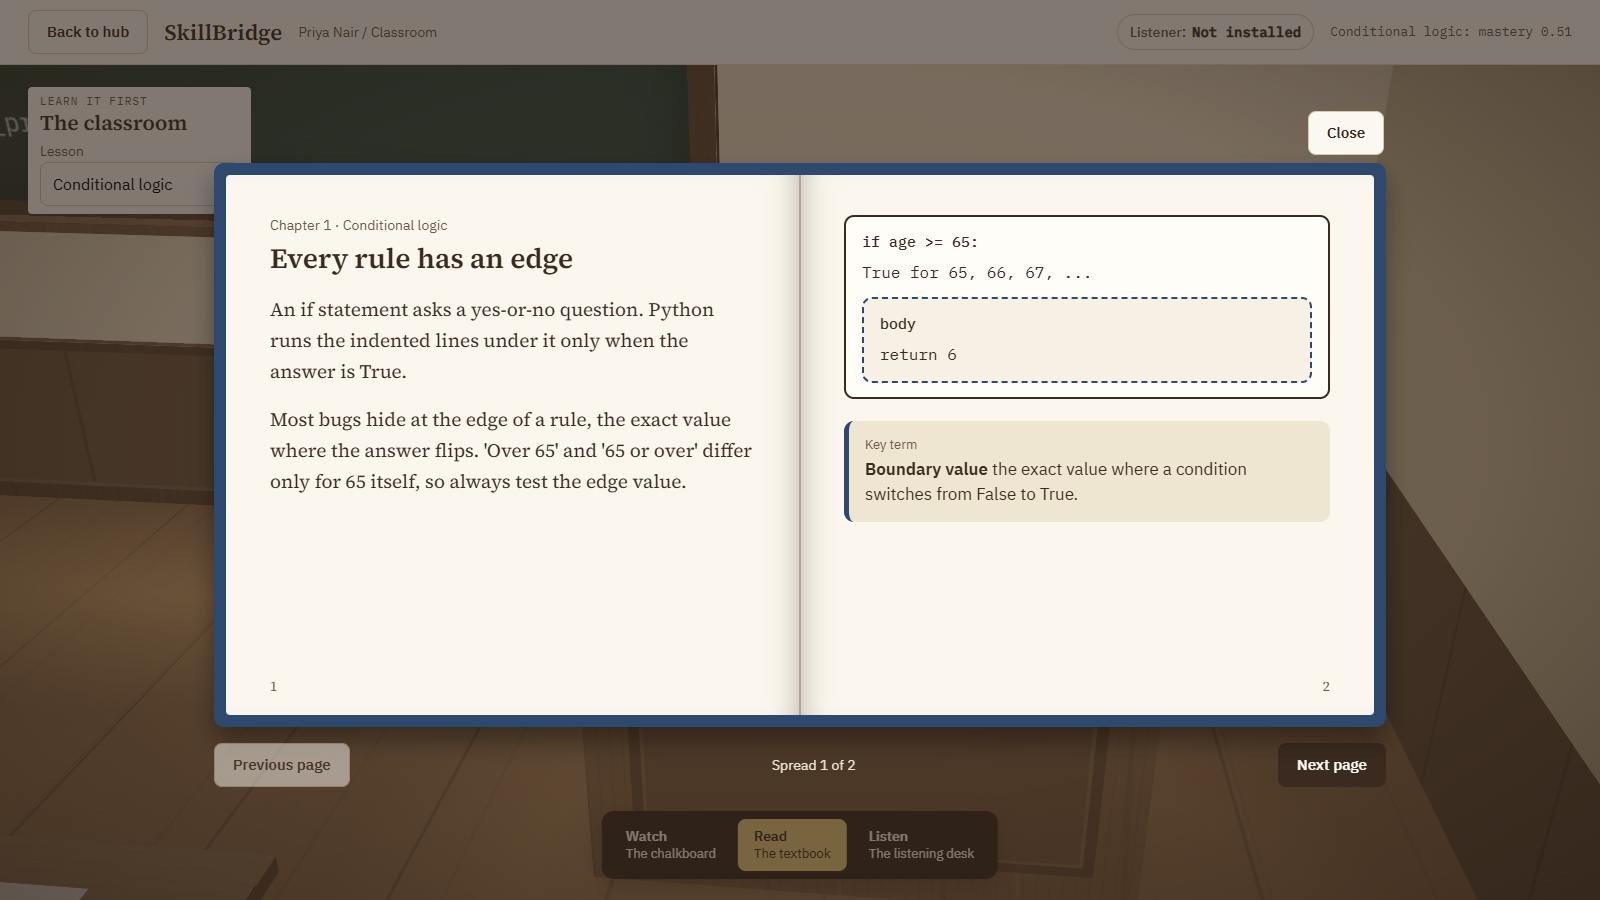 Back to hub
SkillBridge
Priya Nair / Classroom
Listener: Not installed
Conditional logic: mastery 0.51
LEARN IT FIRST
The classroom
Lesson
Conditional logic
Close
Chapter 1 · Conditional logic
Every rule has an edge
An if statement asks a yes-or-no question. Python
runs the indented lines under it only when the
answer is True.
Most bugs hide at the edge of a rule, the exact value
where the answer flips. 'Over 65' and '65 or over' differ
only for 65 itself, so always test the edge value.
1
if age >= 65:
True for 65, 66, 67, ...
body
return 6
Key term
Boundary value the exact value where a condition
switches from False to True.
2
Previous page
Spread 1 of 2
Next page
Watch
The chalkboard
Read
The textbook
Listen
The listening desk